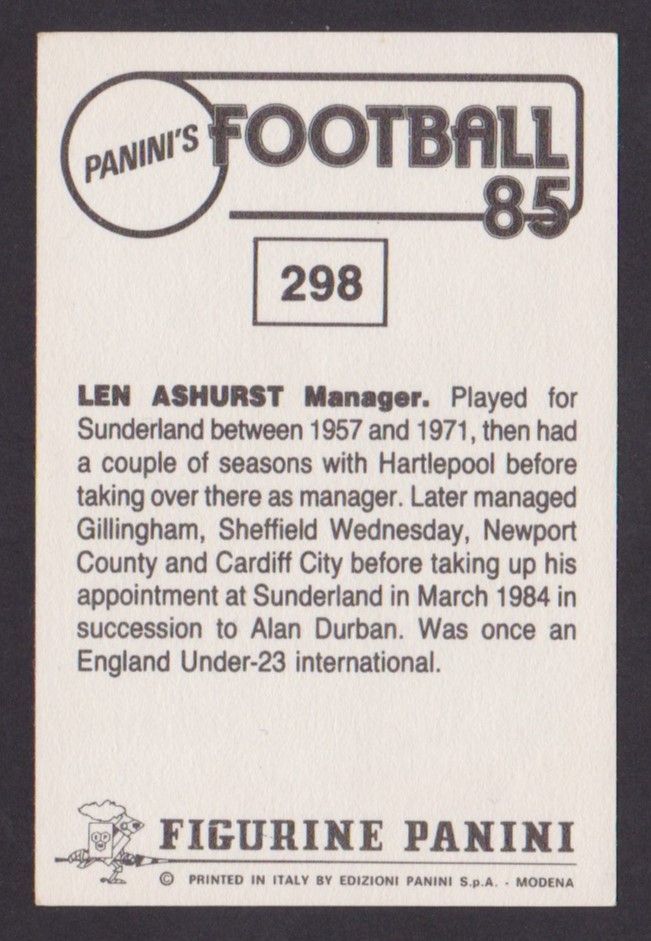 PANINI'S FOOTBALL
85
298
LEN ASHURST Manager. Played for
Sunderland between 1957 and 1971, then had
a couple of seasons with Hartlepool before
taking over there as manager. Later managed
Gillingham, Sheffield Wednesday, Newport
County and Cardiff City before taking up his
appointment at Sunderland in March 1984 in
succession to Alan Durban. Was once an
England Under-23 international.
FIGURINE PANINI
© PRINTED IN ITALY BY EDIZIONI PANINI S.p.A. - MODENA